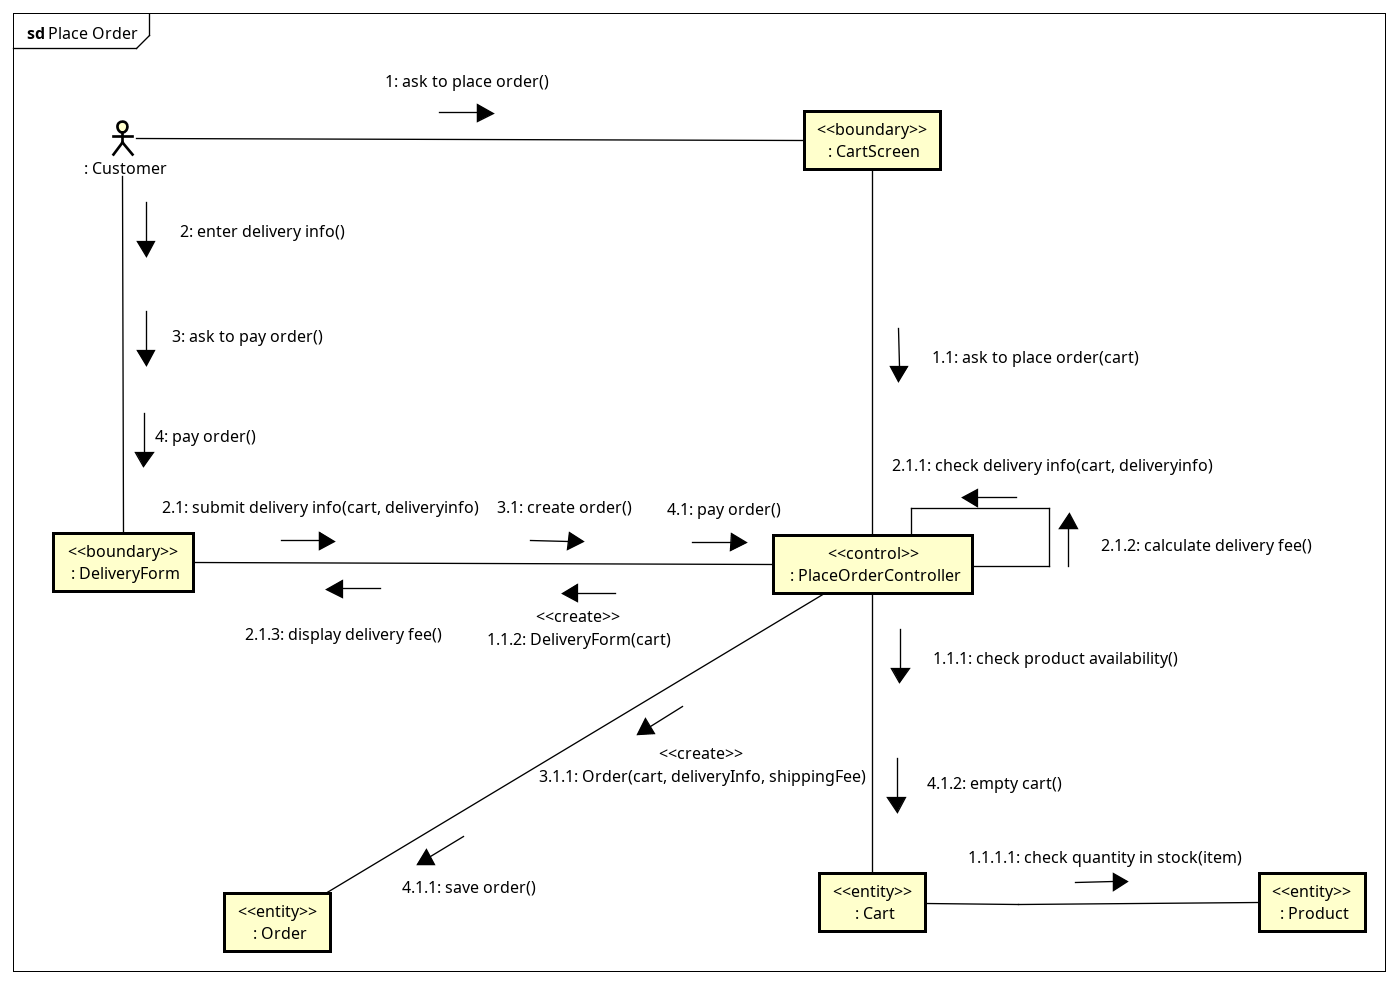 sd Place Order
1: ask to place order()
<<boundary>>
: CartScreen
: Customer
2: enter delivery info()
3: ask to pay order()
1.1: ask to place order(cart)
4: pay order()
2.1.1: check delivery info(cart, deliveryinfo)
2.1: submit delivery info(cart, deliveryinfo)
3.1: create order()
4.1: pay order()
2.1.2: calculate delivery fee()
<<boundary>>
: DeliveryForm
<<control>>
: PlaceOrderController
2.1.3: display delivery fee()
<<create>>
1.1.2: DeliveryForm(cart)
1.1.1: check product availability()
<<create>>
3.1.1: Order(cart, deliveryInfo, shippingFee)
4.1.2: empty cart()
1.1.1.1: check quantity in stock(item)
4.1.1: save order()
<<entity>>
: Order
<<entity>>
: Cart
<<entity>>
: Product